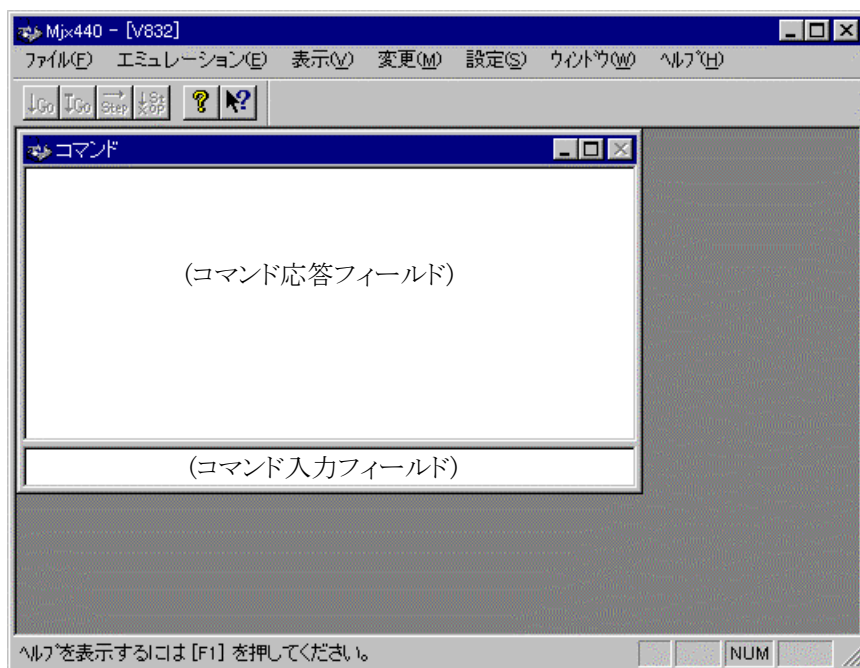 Mjx440 - [V832]
ファイル(F) エミュレーション(E) 表示(V) 変更(M) 設定(S) ウィンドウ(W) ヘルプ(H)
↓Go ↕Go →Step ↓St×op ? ?
コマンド
(コマンド応答フィールド)
(コマンド入力フィールド)
ヘルプを表示するには [F1] を押してください。 NUM